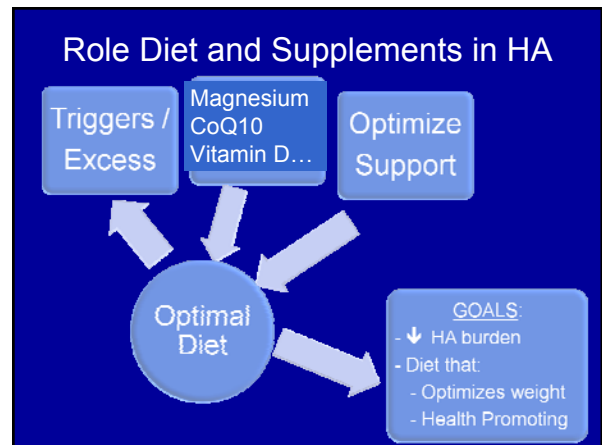 Role Diet and Supplements in HA
Triggers /
Excess
Magnesium
CoQ10
Vitamin D…
Optimize
Support
Optimal
Diet
GOALS:
- 🡻 HA burden
- Diet that:
- Optimizes weight
- Health Promoting